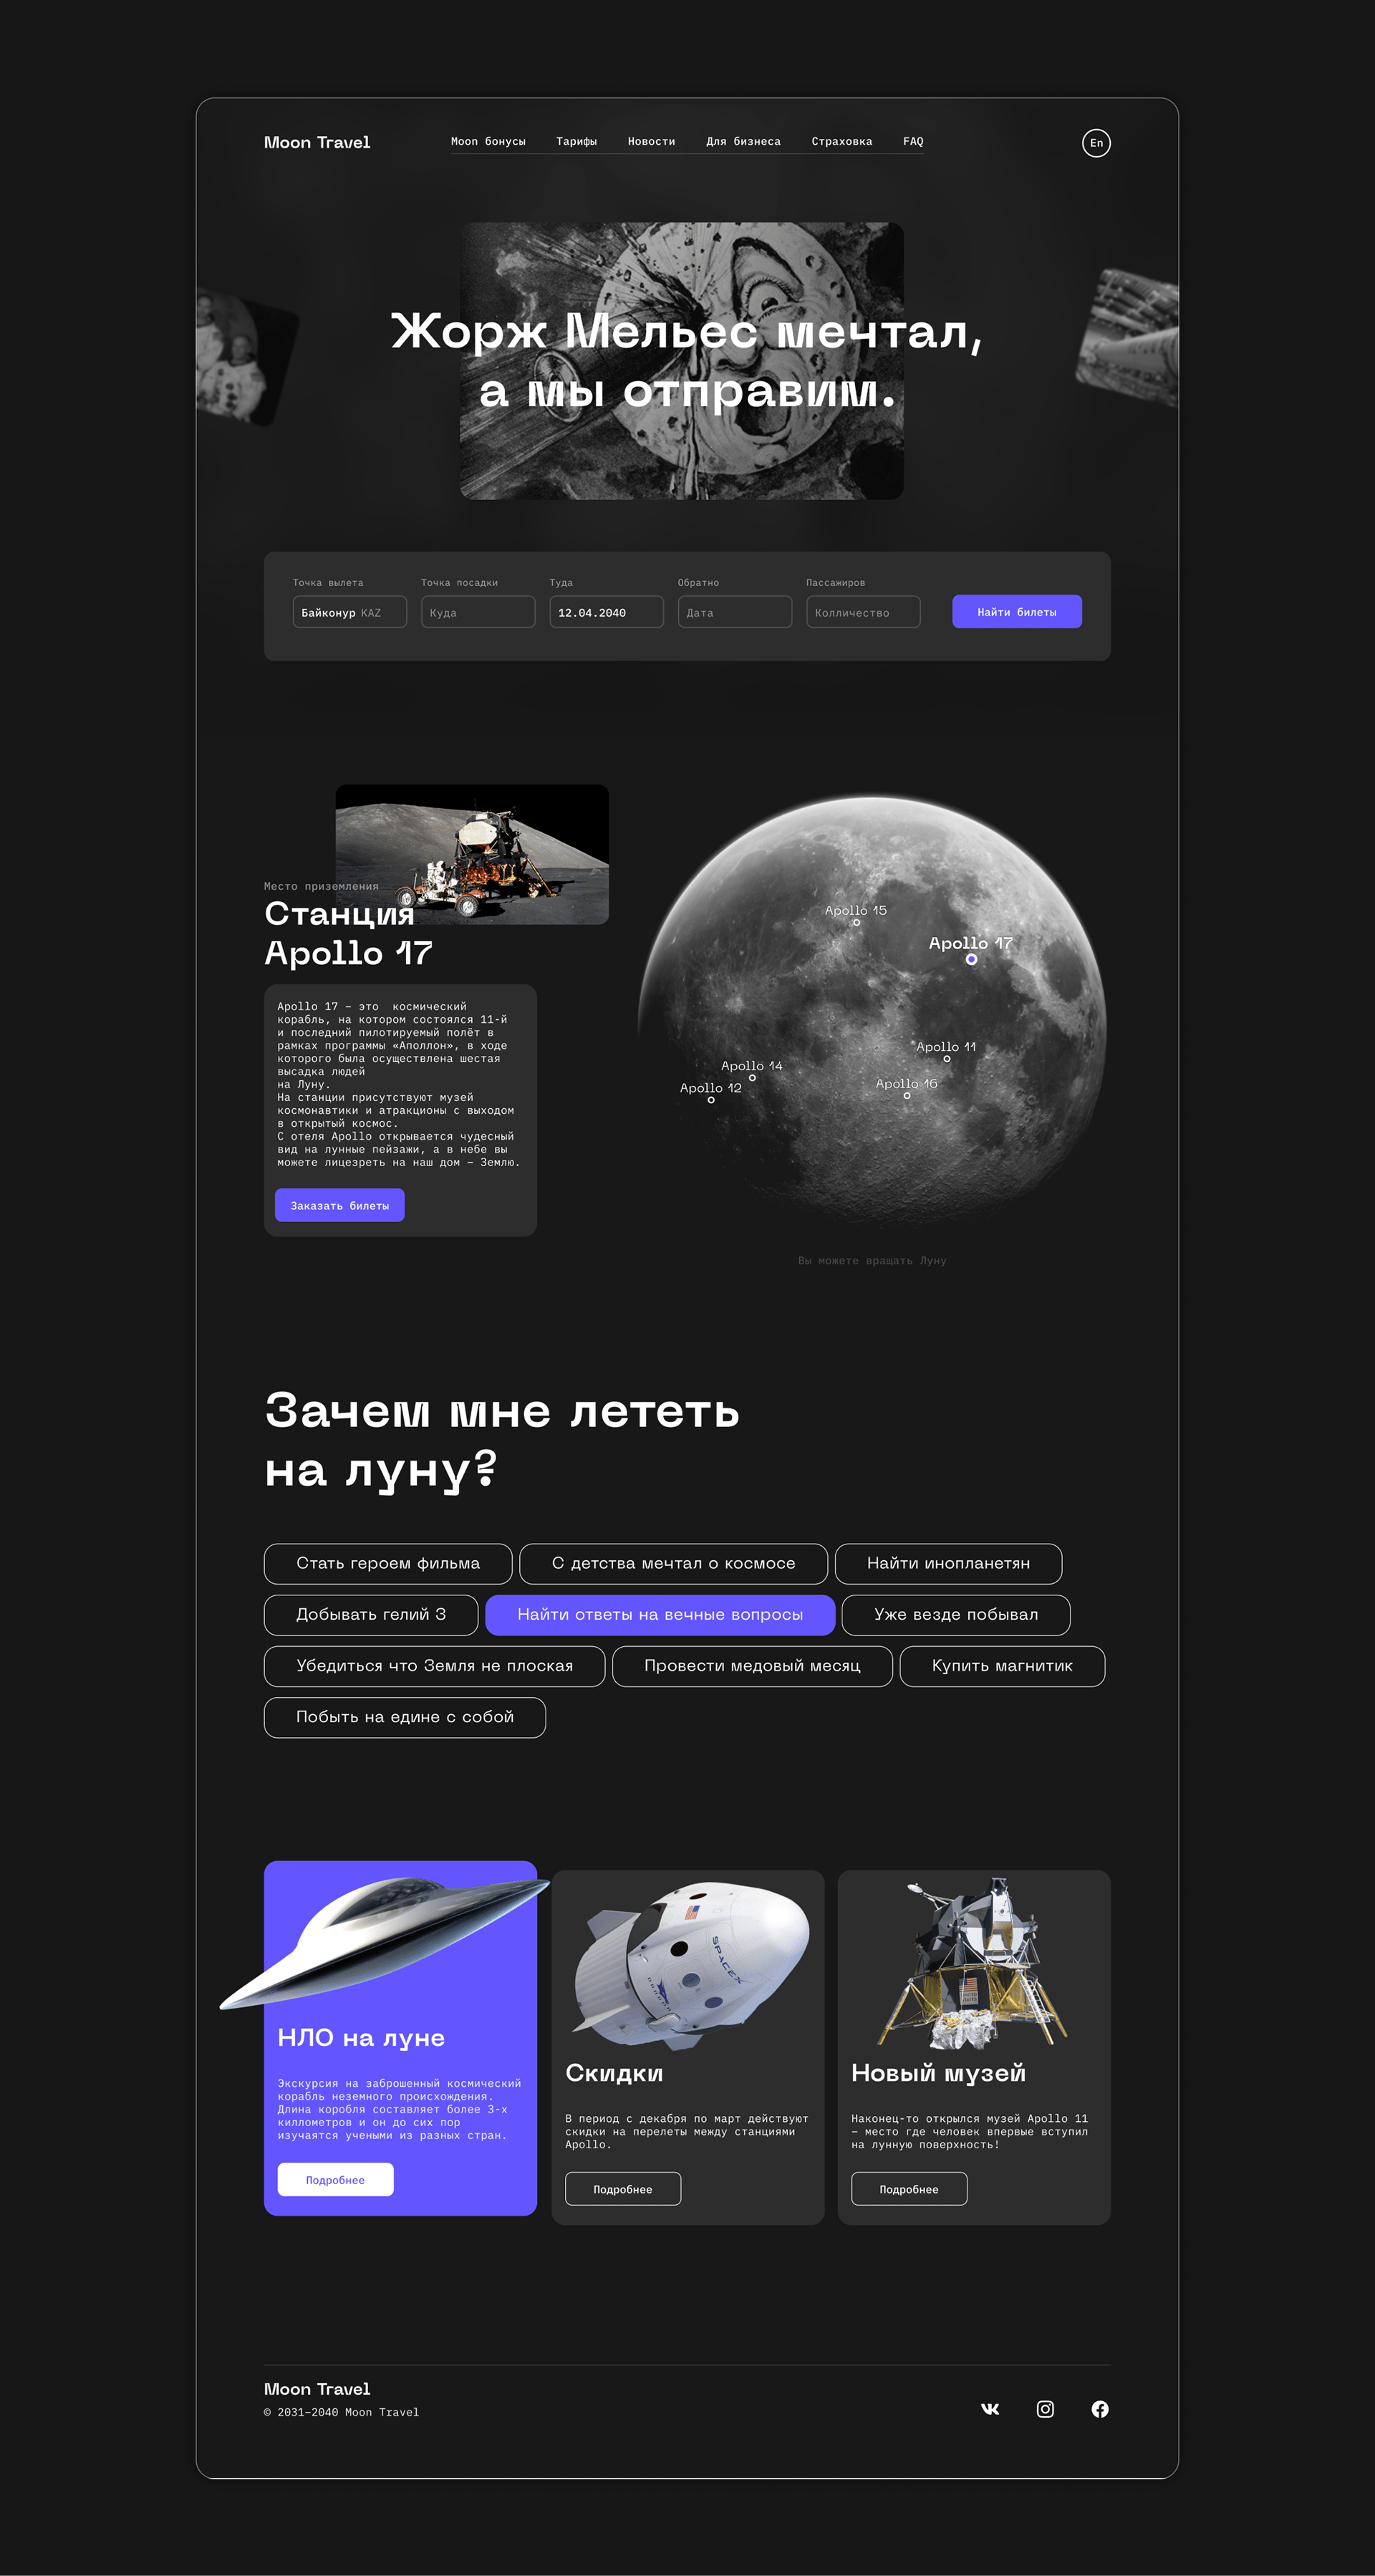 Moon Travel
Moon бонусы
Тарифы
Новости
Для бизнеса
Страховка
FAQ
En
Жорж Мельес мечтал,
а мы отправим.
Точка вылета
Точка посадки
Туда
Обратно
Пассажиров
Байконур KAZ
Куда
12.04.2040
Дата
Колличество
Найти билеты
Место приземления
Станция
Apollo 17
Apollo 17 – это космический
корабль, на котором состоялся 11-й
и последний пилотируемый полёт в
рамках программы «Аполлон», в ходе
которого была осуществлена шестая
высадка людей
на Луну.
На станции присутствуют музей
космонавтики и атракционы с выходом
в открытый космос.
С отеля Apollo открывается чудесный
вид на лунные пейзажи, а в небе вы
можете лицезреть на наш дом – Землю.
Заказать билеты
Apollo 15
Apollo 17
Apollo 11
Apollo 14
Apollo 16
Apollo 12
Вы можете вращать Луну
Зачем мне лететь
на луну?
Стать героем фильма
С детства мечтал о космосе
Найти инопланетян
Добывать гелий 3
Найти ответы на вечные вопросы
Уже везде побывал
Убедиться что Земля не плоская
Провести медовый месяц
Купить магнитик
Побыть на едине с собой
НЛО на луне
Экскурсия на заброшенный космический
корабль неземного происхождения.
Длина коробля составляет более 3-х
киллометров и он до сих пор
изучаятся учеными из разных стран.
Подробнее
SPACEX
Скидки
В период с декабря по март действуют
скидки на перелеты между станциями
Apollo.
Подробнее
UNITED
STATES
Новый музей
Наконец-то открылся музей Apollo 11
– место где человек впервые вступил
на лунную поверхность!
Подробнее
Moon Travel
© 2031–2040 Moon Travel